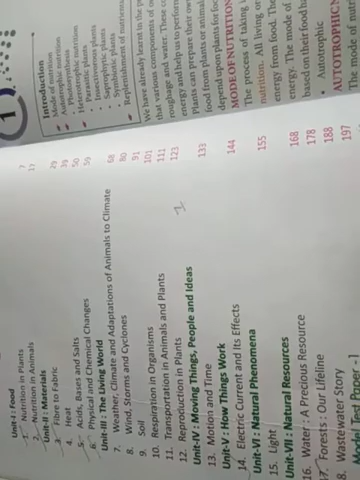 Unit-I : Food
1. Nutrition in Plants 7
2. Nutrition in Animals 17
Unit-II : Materials
3. Fibre to Fabric 29
4. Heat 39
5. Acids, Bases and Salts 50
6. Physical and Chemical Changes 59
Unit-III : The Living World
7. Weather, Climate and Adaptations of Animals to Climate 68
8. Wind, Storms and Cyclones 80
9. Soil 91
10. Respiration in Organisms 101
11. Transportation in Animals and Plants 111
12. Reproduction in Plants 123
Unit-IV : Moving Things, People and Ideas
13. Motion and Time 133
Unit-V : How Things Work
14. Electric Current and Its Effects 144
Unit-VI : Natural Phenomena
15. Light 155
Unit-VII : Natural Resources
16. Water : A Precious Resource 168
17. Forests : Our Lifeline 178
18. Wastewater Story 188
Model Test Paper -1 197
1
Introduction
Mode of nutrition
Autotrophic nutrition
• Photosynthesis
Heterotrophic nutrition
• Parasitic plants
• Insectivorous plants
• Saprotrophic plants
• Symbiotic plants
Replenishment of nutrients
We have already learnt in the
that various components of
roughage and water. These
energy and help us to perform
Plants can prepare their own
food from plants or animals
depend upon plants for food
MODE OF NUTRITION
The process of taking
nutrition. All living
energy from food. The
energy. The mode of
based on their food
• Autotrophic
AUTOTROPHIC
The mode of